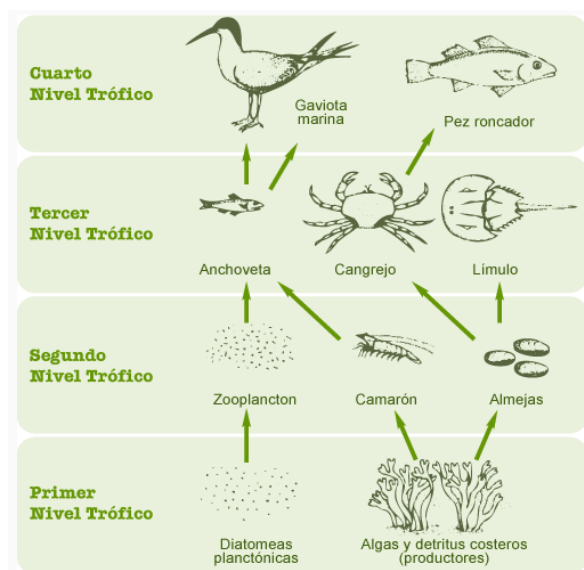 Cuarto
Nivel Trófico
Gaviota
marina
Pez roncador
Tercer
Nivel Trófico
Anchoveta
Cangrejo
Límulo
Segundo
Nivel Trófico
Zooplancton
Camarón
Almejas
Primer
Nivel Trófico
Diatomeas
planctónicas
Algas y detritus costeros
(productores)